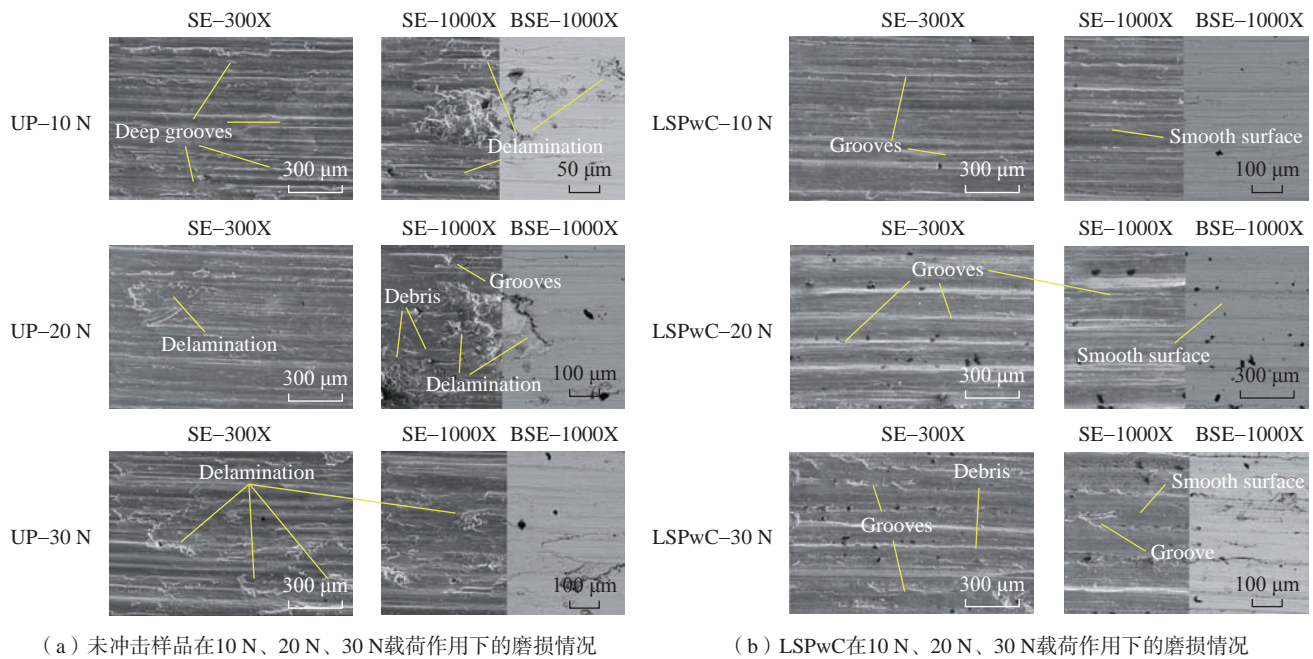 SE–300X SE–1000X BSE–1000X
UP–10 N
Deep grooves
300 μm
Delamination
50 μm
SE–300X SE–1000X BSE–1000X
UP–20 N
Delamination
300 μm
Grooves
Debris
Delamination
100 μm
SE–300X SE–1000X BSE–1000X
UP–30 N
Delamination
300 μm
100 μm
（a）未冲击样品在10 N、20 N、30 N载荷作用下的磨损情况
SE–300X SE–1000X BSE–1000X
LSPwC–10 N
Grooves
300 μm
Smooth surface
100 μm
SE–300X SE–1000X BSE–1000X
LSPwC–20 N
Grooves
300 μm
Smooth surface
300 μm
SE–300X SE–1000X BSE–1000X
LSPwC–30 N
Debris
Grooves
300 μm
Smooth surface
Groove
100 μm
（b）LSPwC在10 N、20 N、30 N载荷作用下的磨损情况